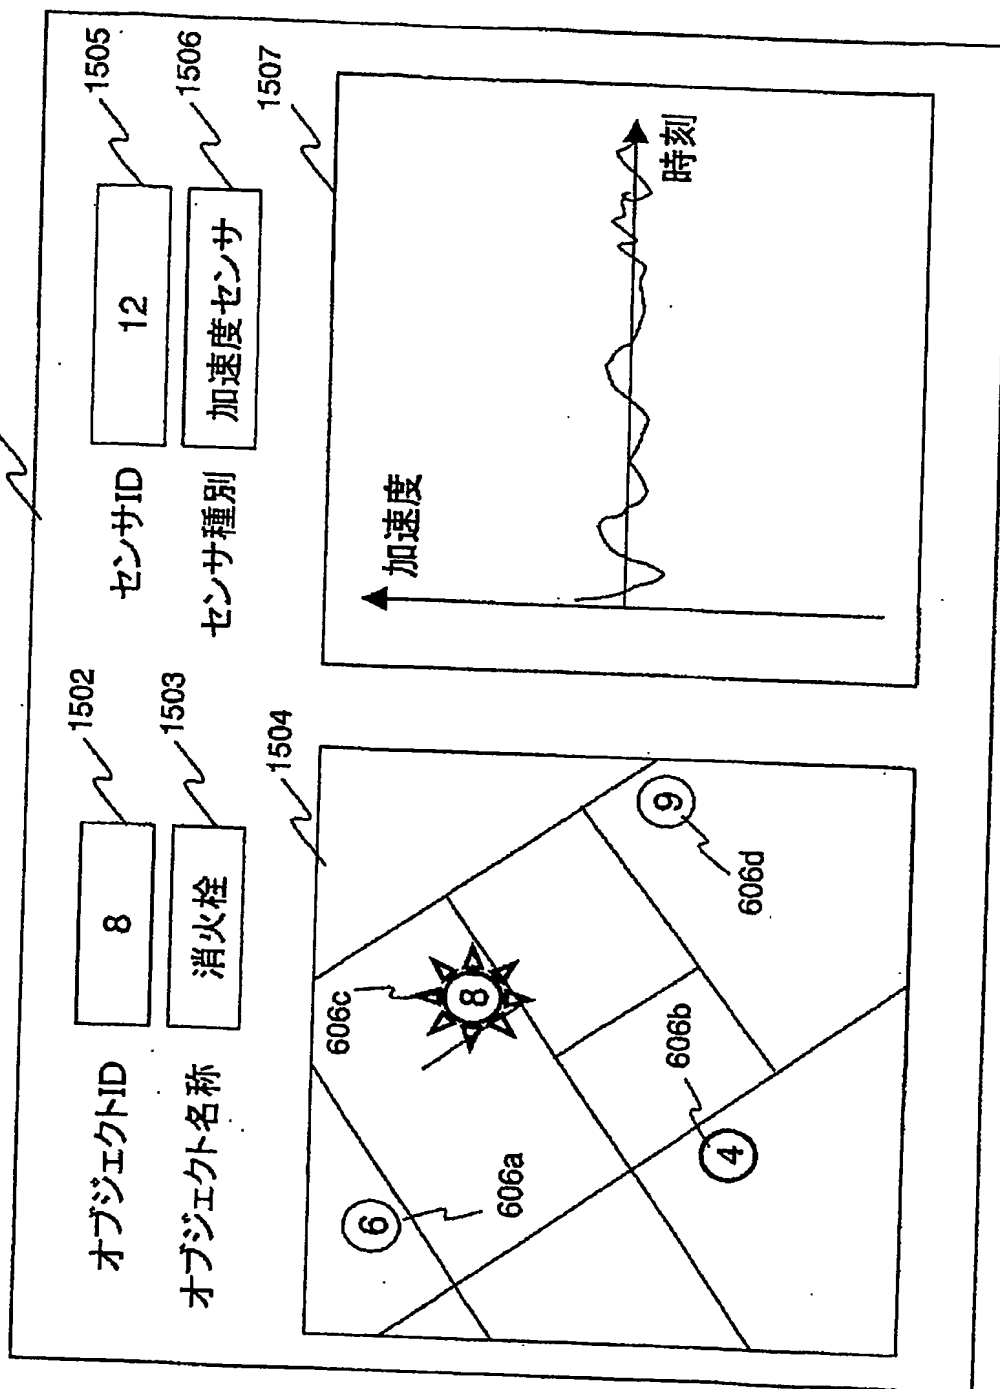 オブジェクトID
8
1502
センサID
12
1505
オブジェクト名称
消火栓
1503
センサ種別
加速度センサ
1506
1504
1507
6
606a
606c
8
4
606b
9
606d
加速度
時刻